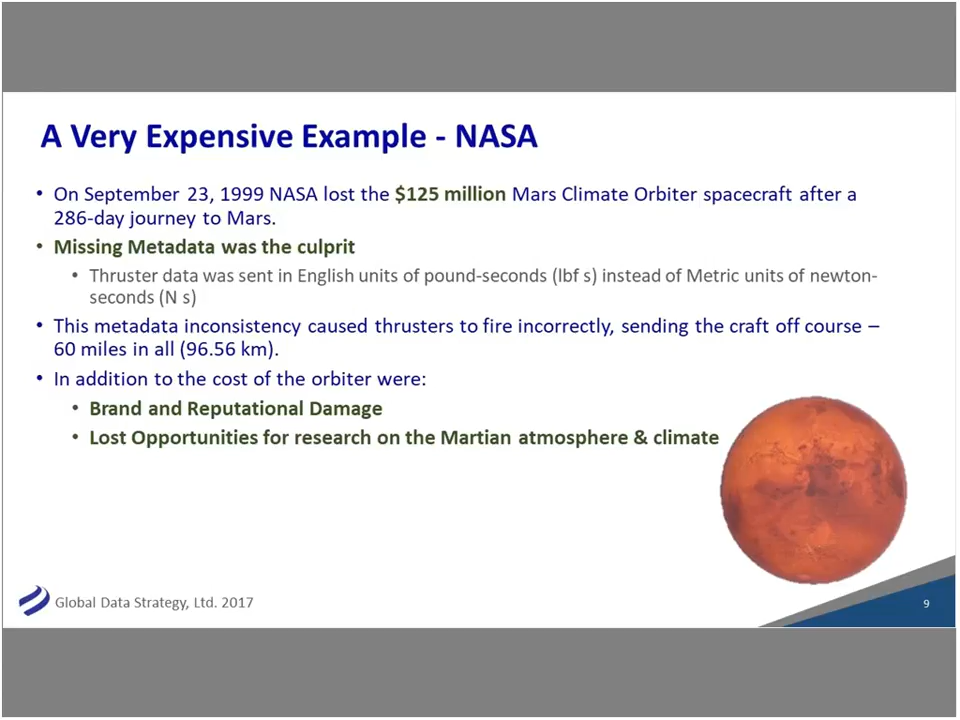 A Very Expensive Example - NASA
• On September 23, 1999 NASA lost the $125 million Mars Climate Orbiter spacecraft after a
286-day journey to Mars.
• Missing Metadata was the culprit
• Thruster data was sent in English units of pound-seconds (lbf s) instead of Metric units of newton-
seconds (N s)
• This metadata inconsistency caused thrusters to fire incorrectly, sending the craft off course –
60 miles in all (96.56 km).
• In addition to the cost of the orbiter were:
• Brand and Reputational Damage
• Lost Opportunities for research on the Martian atmosphere & climate
Global Data Strategy, Ltd. 2017
9